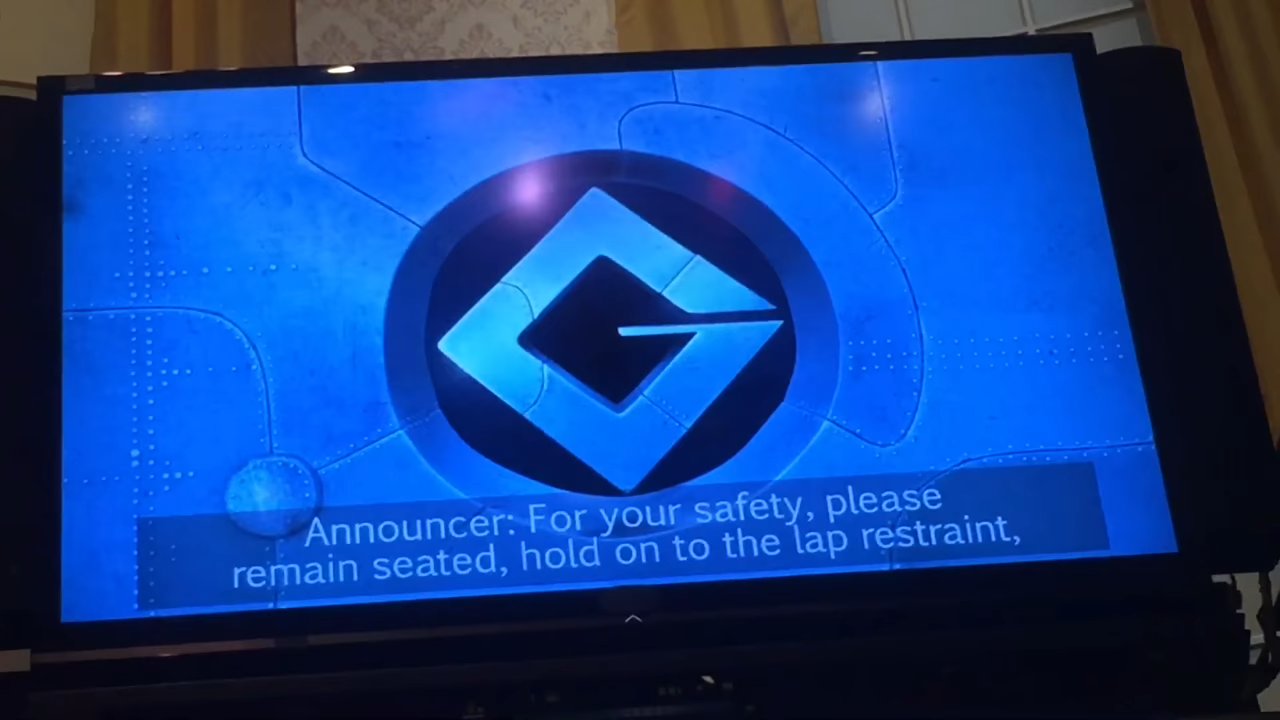 Announcer: For your safety, please
remain seated, hold on to the lap restraint,